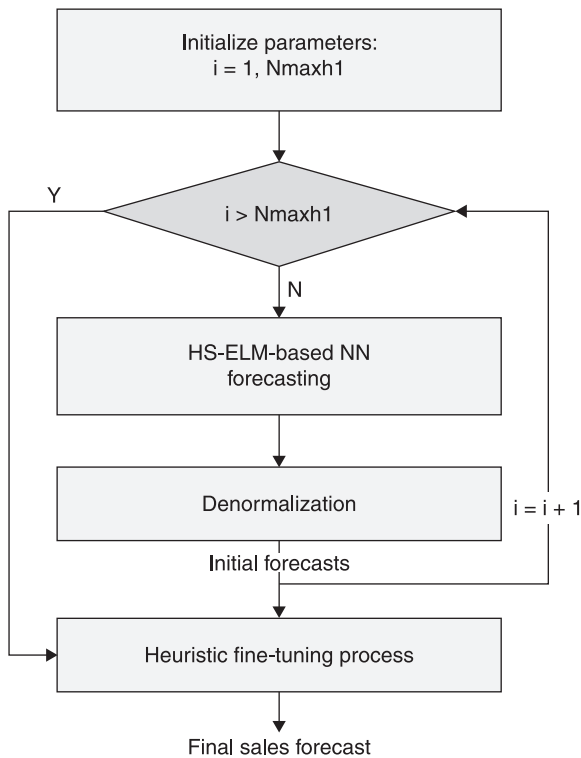 Initialize parameters:
i = 1, Nmaxh1
Y
i > Nmaxh1
N
HS-ELM-based NN
forecasting
Denormalization
i = i + 1
Initial forecasts
Heuristic fine-tuning process
Final sales forecast